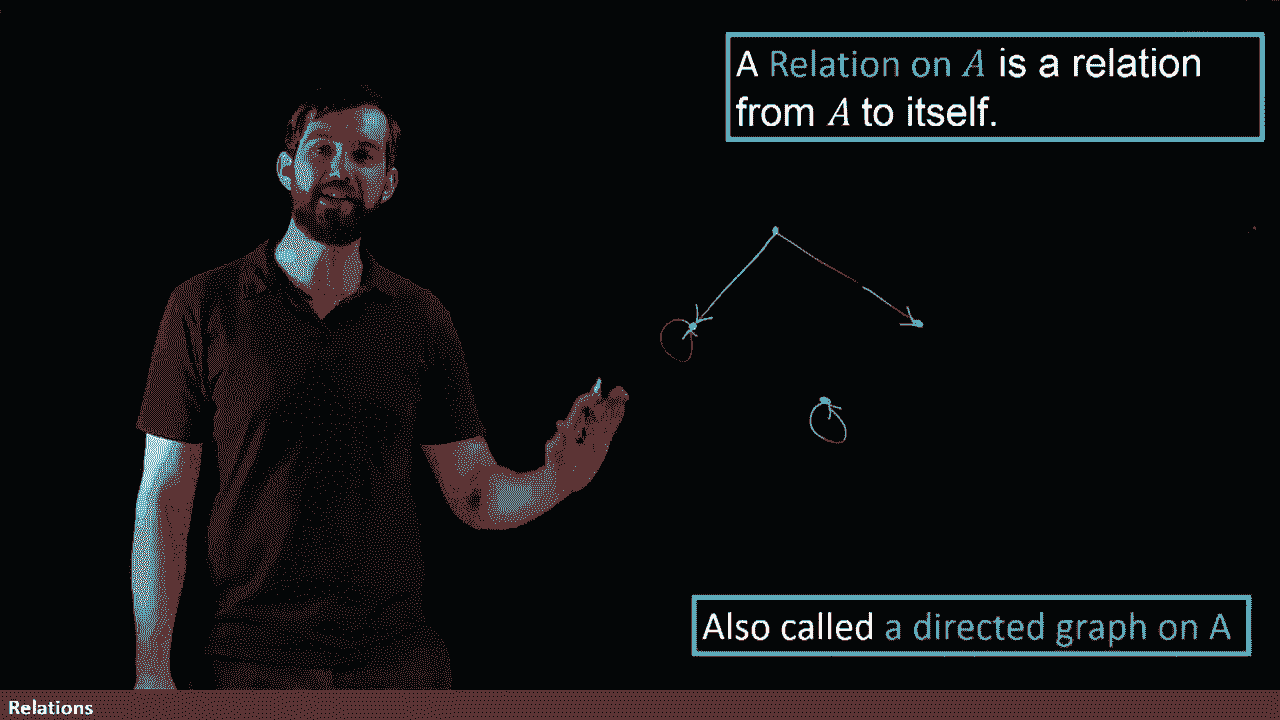 A Relation on A is a relation
from A to itself.
Also called a directed graph on A
Relations